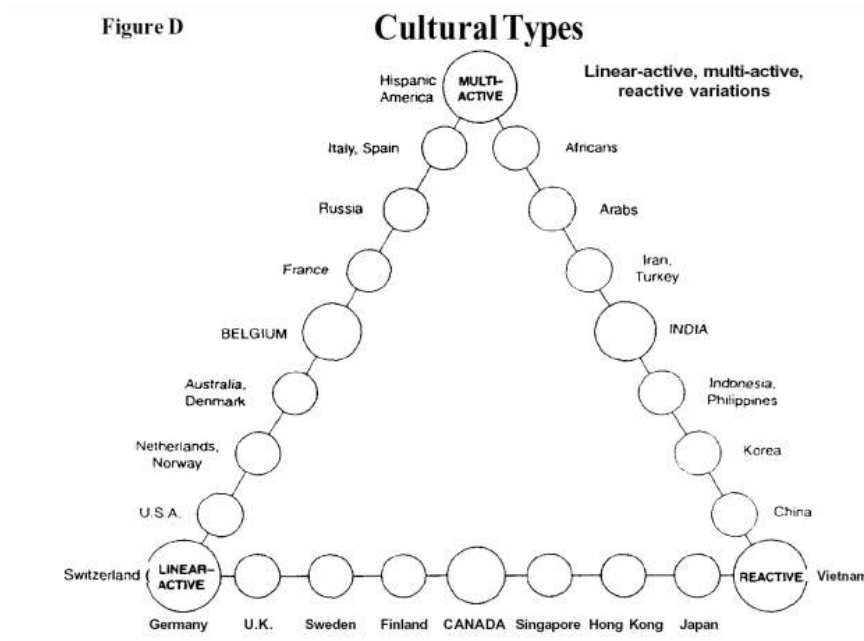 Figure D
Cultural Types
Linear-active, multi-active,
reactive variations
Hispanic
America
MULTI-
ACTIVE
Italy, Spain
Africans
Russia
Arabs
France
Iran,
Turkey
BELGIUM
INDIA
Australia,
Denmark
Indonesia,
Philippines
Netherlands,
Norway
Korea
U.S.A.
China
Switzerland
LINEAR-
ACTIVE
REACTIVE
Vietnam
Germany
U.K.
Sweden
Finland
CANADA
Singapore
Hong Kong
Japan